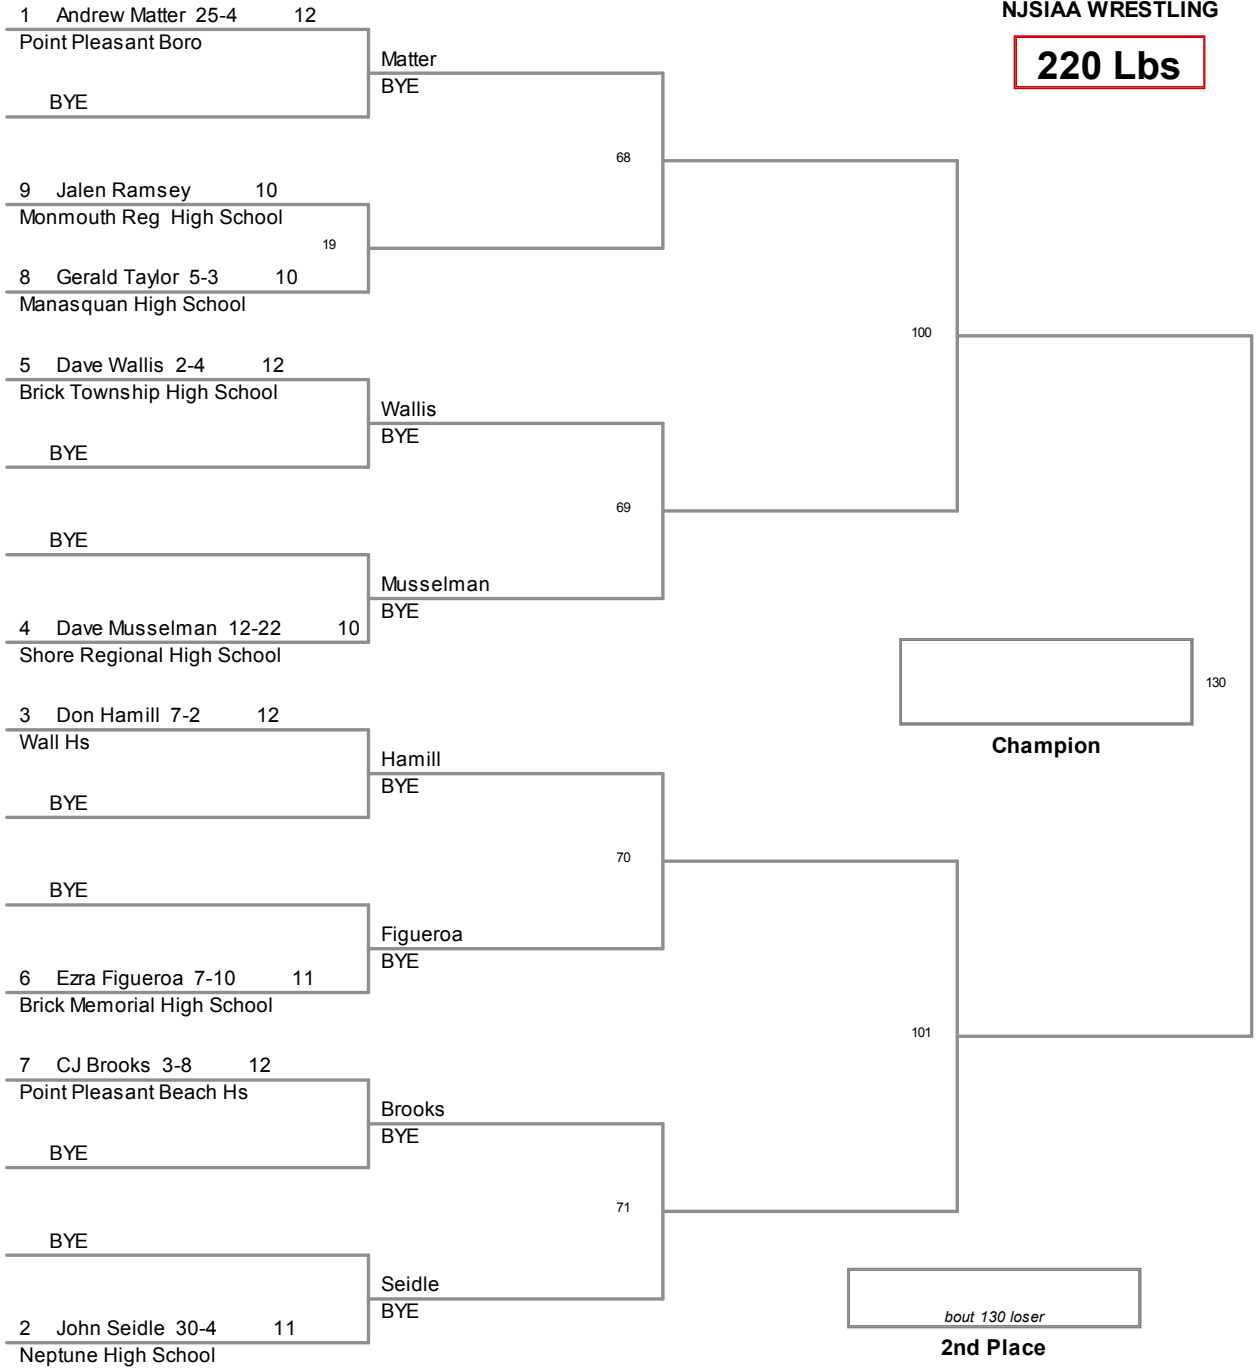 NJSIAA WRESTLING
220 Lbs
1 Andrew Matter 25-4 12
Point Pleasant Boro
BYE
9 Jalen Ramsey 10
Monmouth Reg High School
19
8 Gerald Taylor 5-3 10
Manasquan High School
5 Dave Wallis 2-4 12
Brick Township High School
BYE
BYE
4 Dave Musselman 12-22 10
Shore Regional High School
3 Don Hamill 7-2 12
Wall Hs
BYE
BYE
6 Ezra Figueroa 7-10 11
Brick Memorial High School
7 CJ Brooks 3-8 12
Point Pleasant Beach Hs
BYE
BYE
2 John Seidle 30-4 11
Neptune High School
Matter
BYE
68
Wallis
BYE
69
Musselman
BYE
Hamill
BYE
70
Figueroa
BYE
Brooks
BYE
71
Seidle
BYE
100
101
130
Champion
bout 130 loser
2nd Place